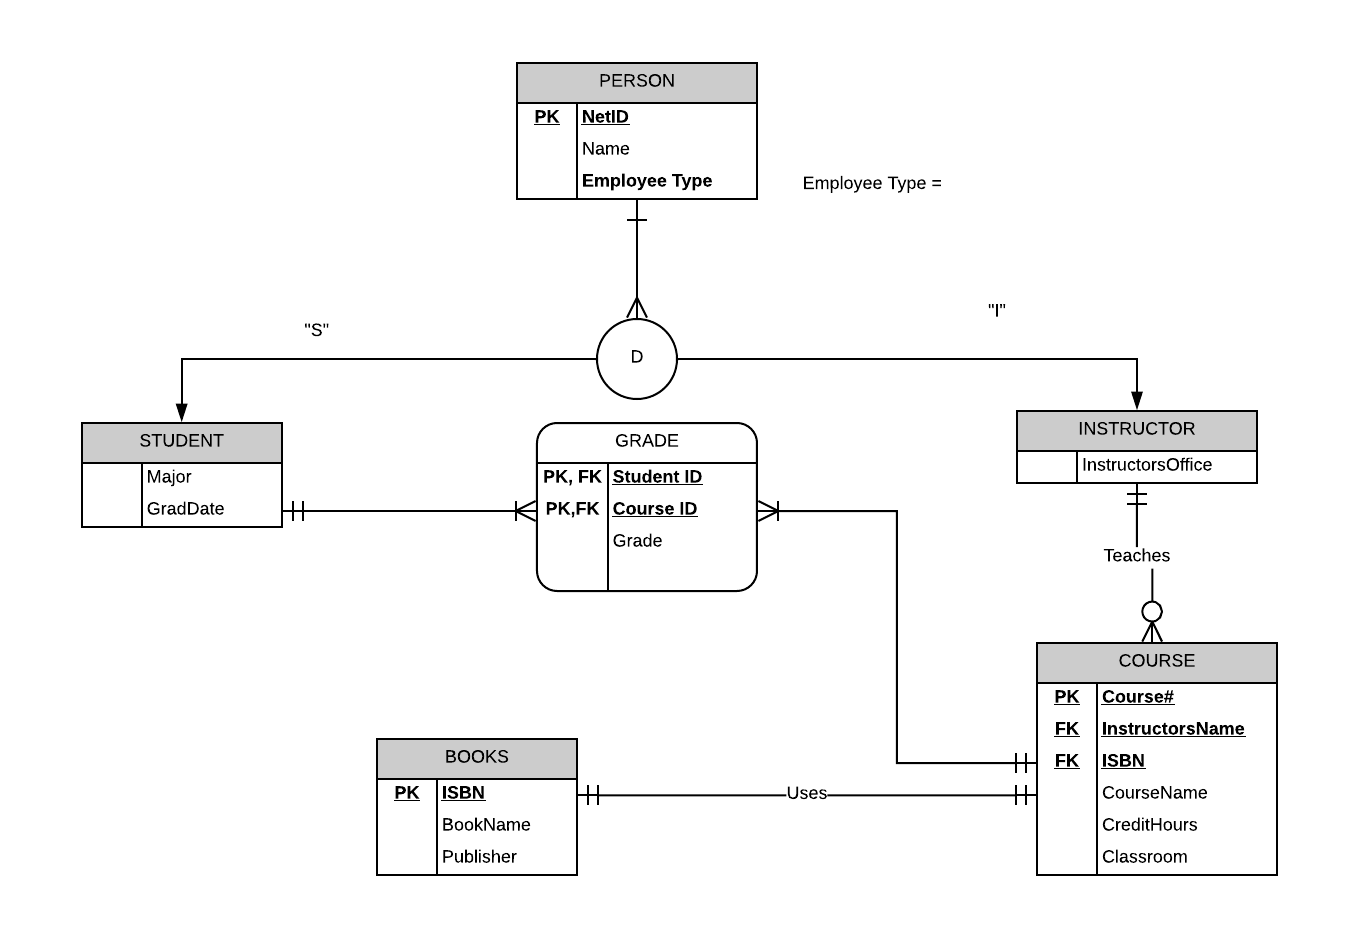 PERSON
PK NetID
Name
Employee Type
Employee Type =
"S"
"I"
D
STUDENT
Major
GradDate
GRADE
PK, FK Student ID
PK,FK Course ID
Grade
INSTRUCTOR
InstructorsOffice
Teaches
COURSE
PK Course#
FK InstructorsName
FK ISBN
CourseName
CreditHours
Classroom
BOOKS
PK ISBN
BookName
Publisher
Uses